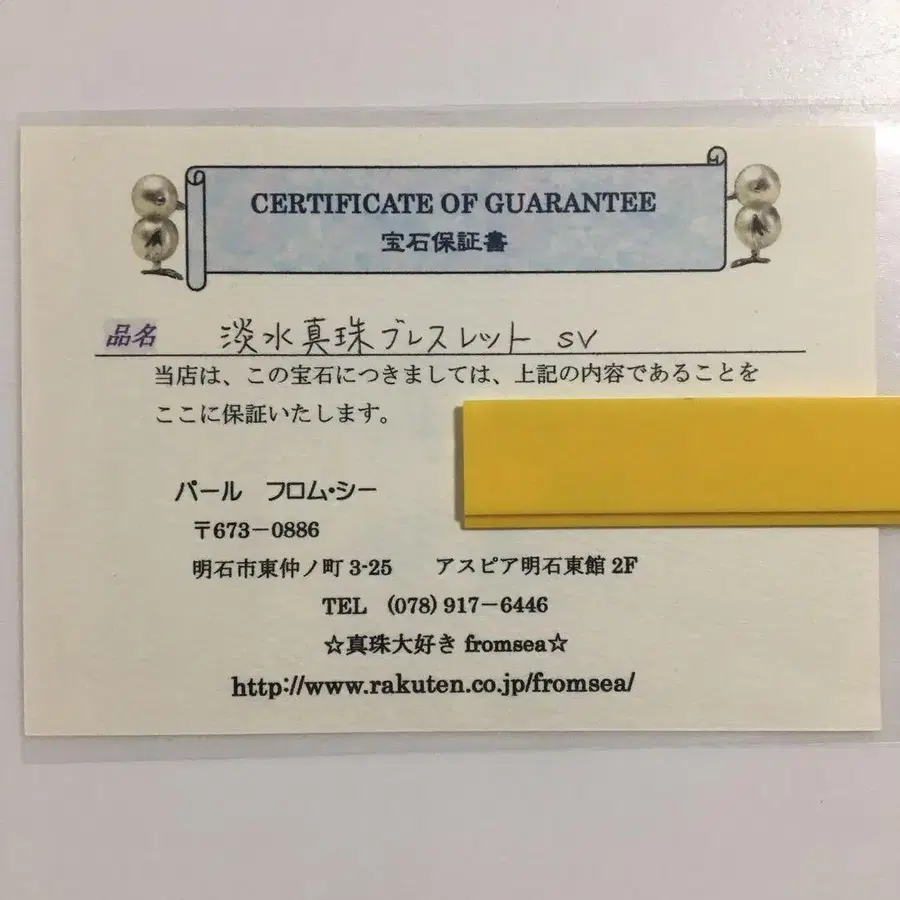 CERTIFICATE OF GUARANTEE
宝石保証書
品名 淡水真珠ブレスレット SV
当店は、この宝石につきましては、上記の内容であることを
ここに保証いたします。
パール フロム・シー
〒673－0886
明石市東仲ノ町3-25 アスピア明石東館2F
TEL (078)917－6446
☆真珠大好き fromsea☆
http://www.rakuten.co.jp/fromsea/